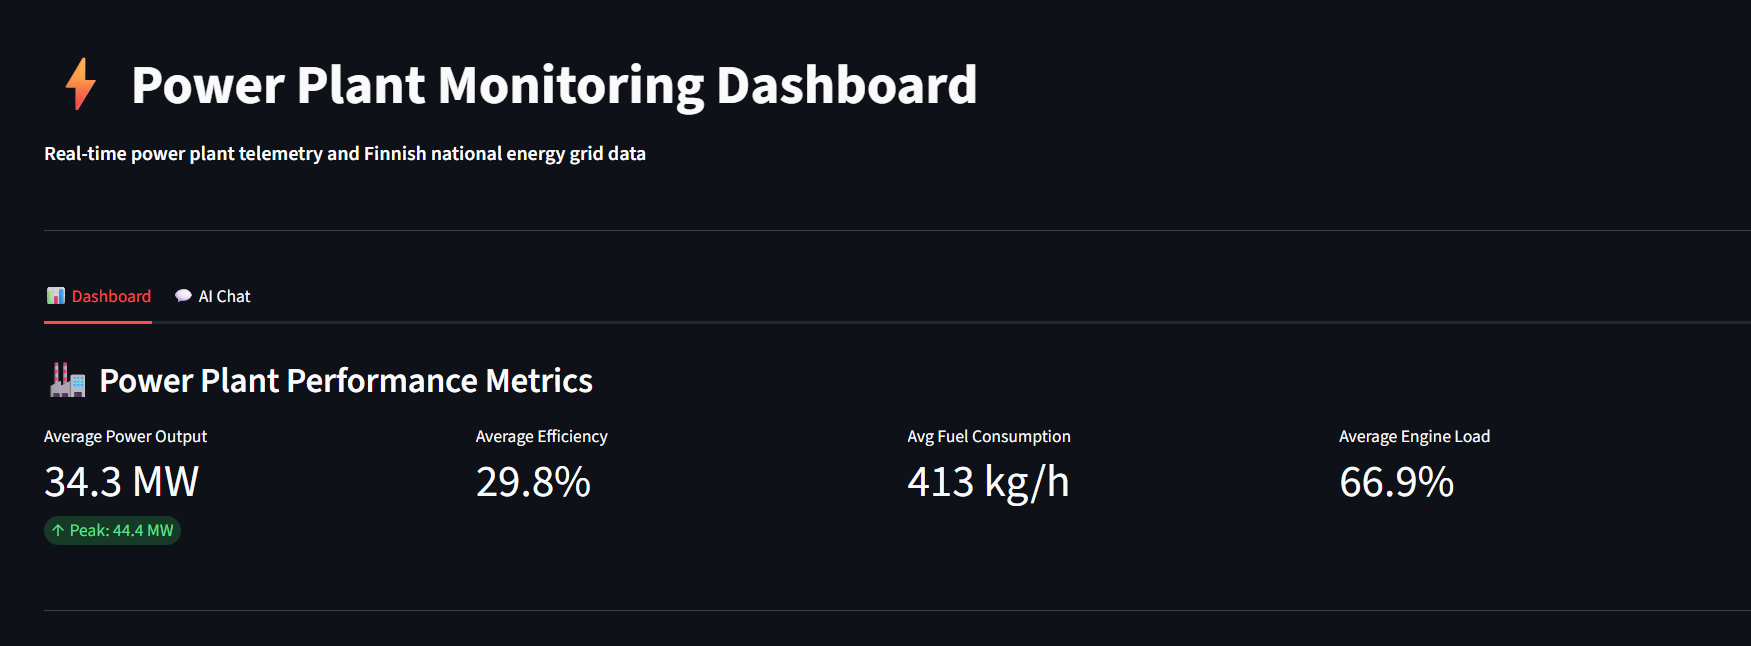 ⚡ Power Plant Monitoring Dashboard
Real-time power plant telemetry and Finnish national energy grid data
📊 Dashboard 💬 AI Chat
🏭 Power Plant Performance Metrics
Average Power Output Average Efficiency Avg Fuel Consumption Average Engine Load
34.3 MW 29.8% 413 kg/h 66.9%
↑ Peak: 44.4 MW